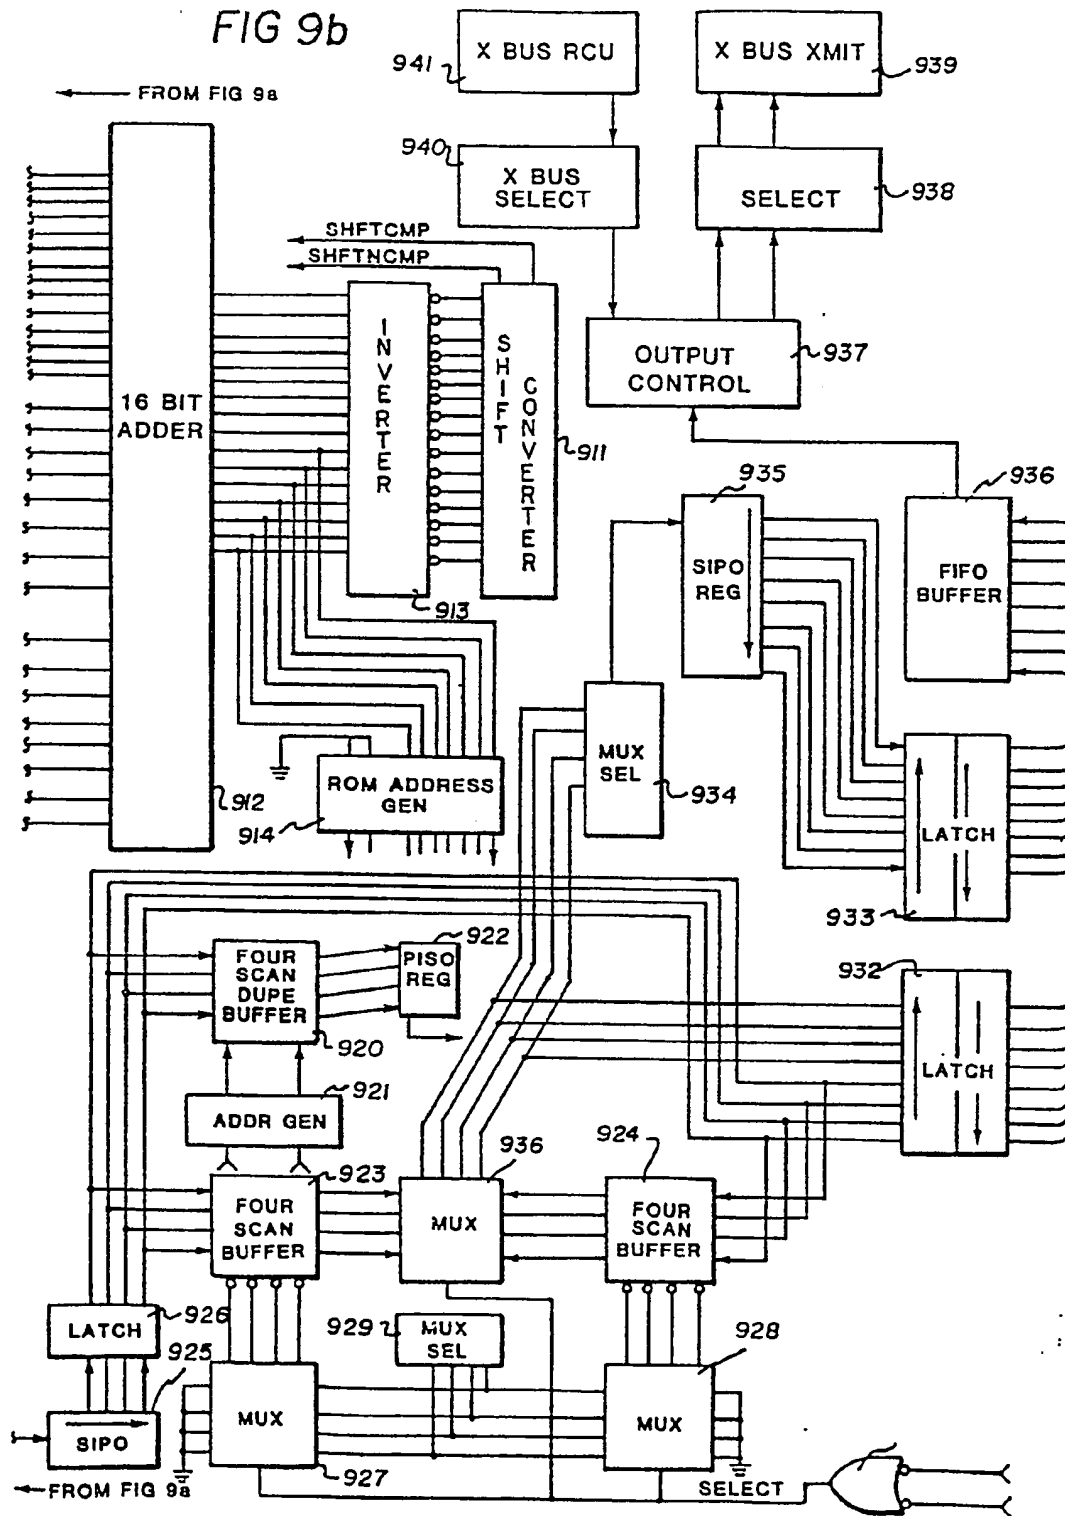 FIG 9b
FROM FIG 9a
X BUS RCU
941
X BUS XMIT
939
940
X BUS
SELECT
SELECT
938
SHFTCMP
SHFTNCMP
16 BIT
ADDER
912
INVERTER
913
SHIFT
CONVERTER
911
OUTPUT
CONTROL
937
935
SIPO
REG
936
FIFO
BUFFER
MUX
SEL
934
ROM ADDRESS
GEN
914
LATCH
933
FOUR
SCAN
DUPE
BUFFER
920
922
PISO
REG
932
LATCH
921
ADDR GEN
923
FOUR
SCAN
BUFFER
936
MUX
924
FOUR
SCAN
BUFFER
LATCH
926
925
SIPO
FROM FIG 9a
929
MUX
SEL
928
MUX
927
MUX
SELECT